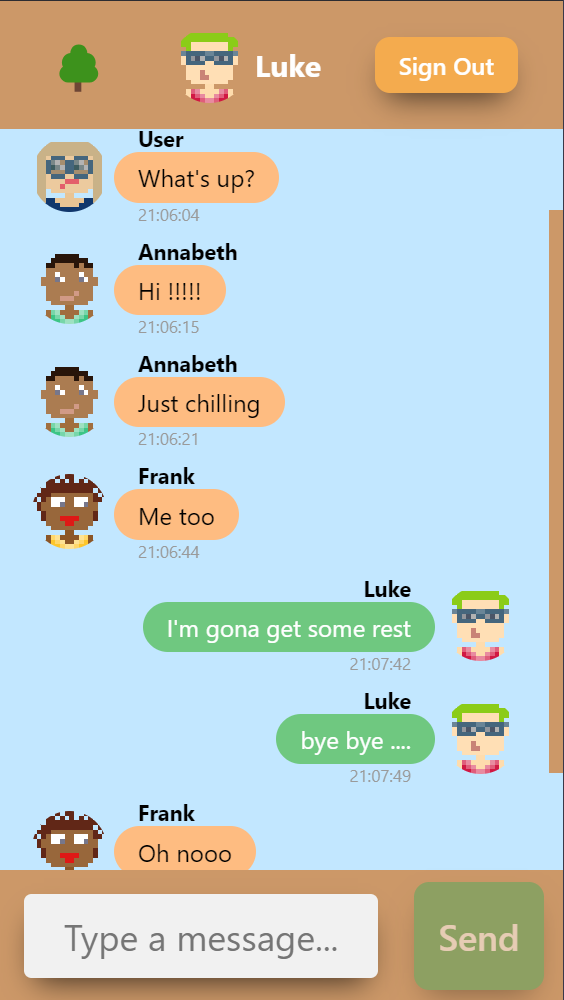 Luke
Sign Out
User
What's up?
21:06:04
Annabeth
Hi !!!!!
21:06:15
Annabeth
Just chilling
21:06:21
Frank
Me too
21:06:44
Luke
I'm gona get some rest
21:07:42
Luke
bye bye ....
21:07:49
Frank
Oh nooo
Type a message...
Send